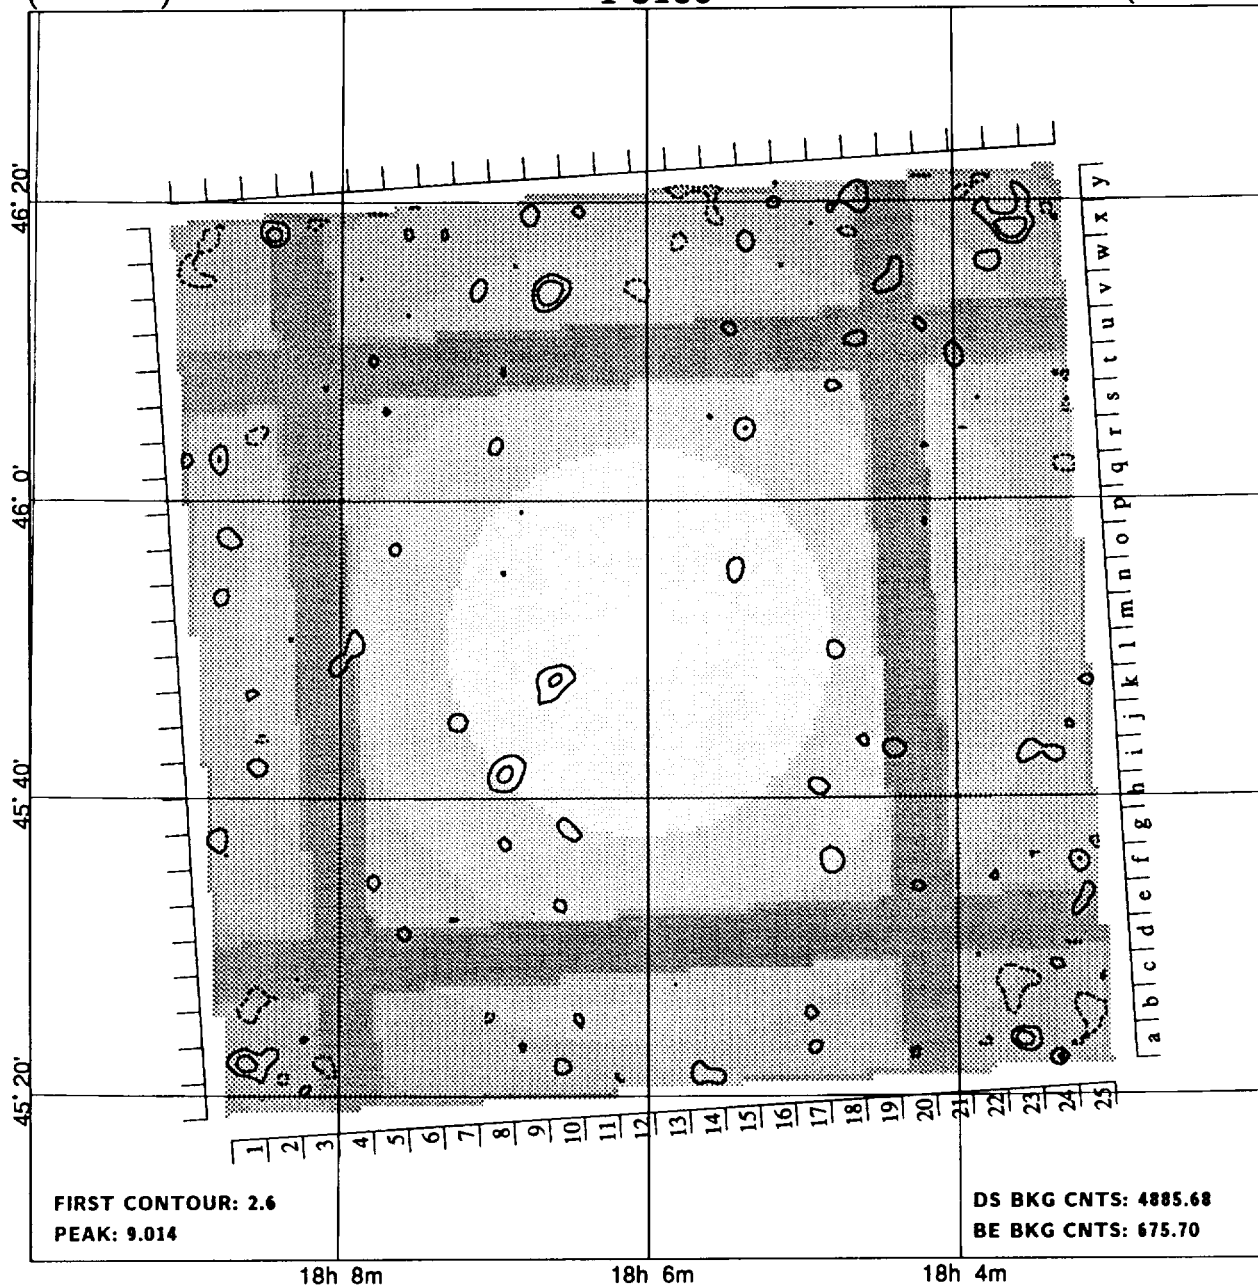 46° 20'
46° 0'
45° 40'
45° 20'
y
x
w
v
u
t
s
r
q
p
o
n
m
l
k
j
i
h
g
f
e
d
c
b
a
1 2 3 4 5 6 7 8 9 10 11 12 13 14 15 16 17 18 19 20 21 22 23 24 25
FIRST CONTOUR: 2.6
PEAK: 9.014
DS BKG CNTS: 4885.68
BE BKG CNTS: 675.70
18h 8m 18h 6m 18h 4m